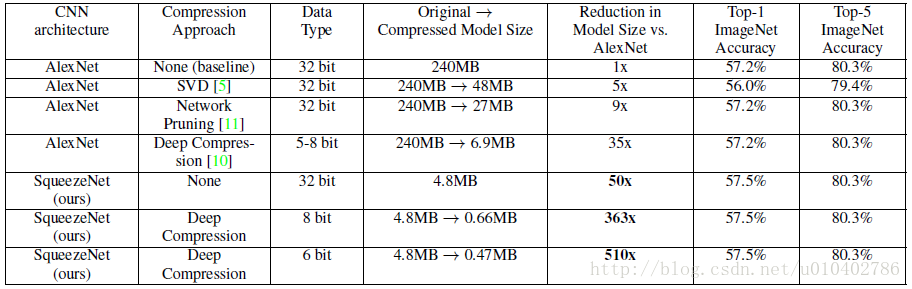 CNN architecture | Compression Approach | Data Type | Original → Compressed Model Size | Reduction in Model Size vs. AlexNet | Top-1 ImageNet Accuracy | Top-5 ImageNet Accuracy
AlexNet | None (baseline) | 32 bit | 240MB | 1x | 57.2% | 80.3%
AlexNet | SVD [5] | 32 bit | 240MB → 48MB | 5x | 56.0% | 79.4%
AlexNet | Network Pruning [11] | 32 bit | 240MB → 27MB | 9x | 57.2% | 80.3%
AlexNet | Deep Compres-sion [10] | 5-8 bit | 240MB → 6.9MB | 35x | 57.2% | 80.3%
SqueezeNet (ours) | None | 32 bit | 4.8MB | 50x | 57.5% | 80.3%
SqueezeNet (ours) | Deep Compression | 8 bit | 4.8MB → 0.66MB | 363x | 57.5% | 80.3%
SqueezeNet (ours) | Deep Compression | 6 bit | 4.8MB → 0.47MB | 510x | 57.5% | 80.3%
http://blog.csdn.net/u010402786